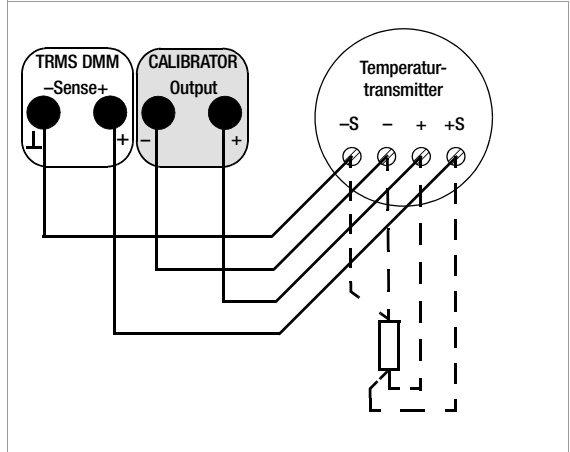 TRMS DMM
–Sense+
⊥
+
CALIBRATOR
Output
–
+
Temperatur-
transmitter
–S – + +S